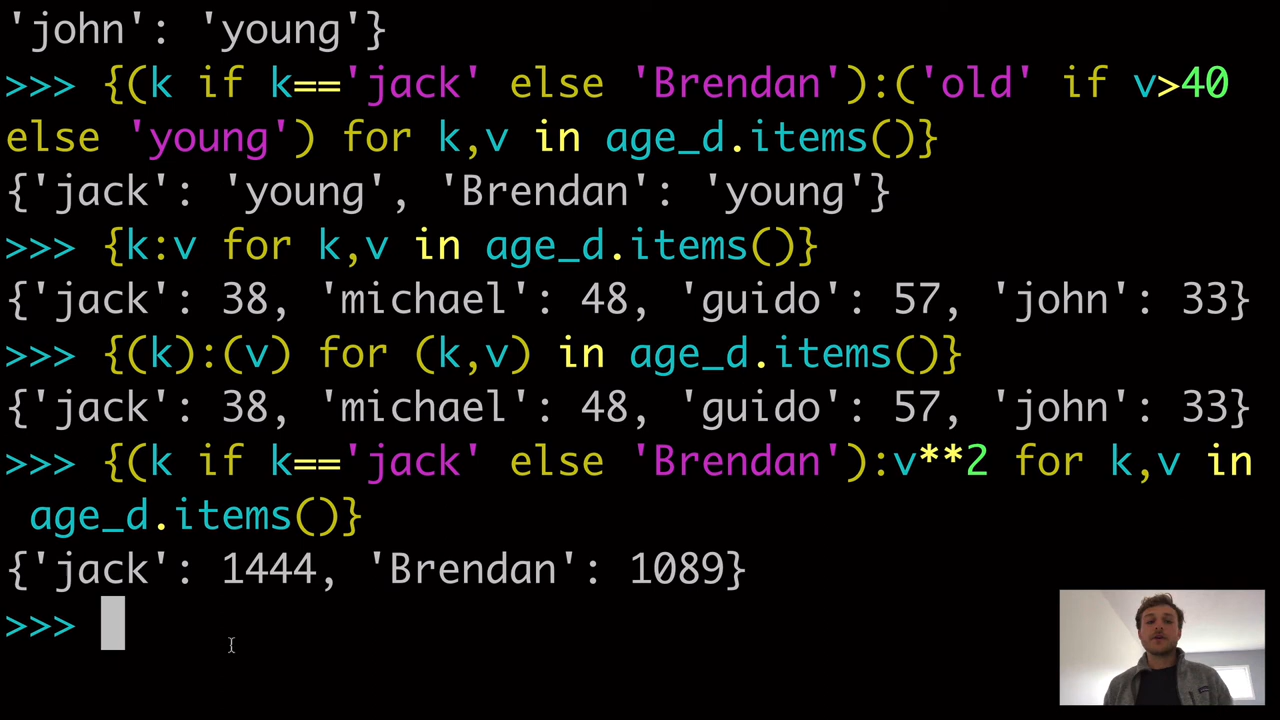 'john': 'young'}
>>> {(k if k=='jack' else 'Brendan'):('old' if v>40
else 'young') for k,v in age_d.items()}
{'jack': 'young', 'Brendan': 'young'}
>>> {k:v for k,v in age_d.items()}
{'jack': 38, 'michael': 48, 'guido': 57, 'john': 33}
>>> {(k):(v) for (k,v) in age_d.items()}
{'jack': 38, 'michael': 48, 'guido': 57, 'john': 33}
>>> {(k if k=='jack' else 'Brendan'):v**2 for k,v in
age_d.items()}
{'jack': 1444, 'Brendan': 1089}
>>>